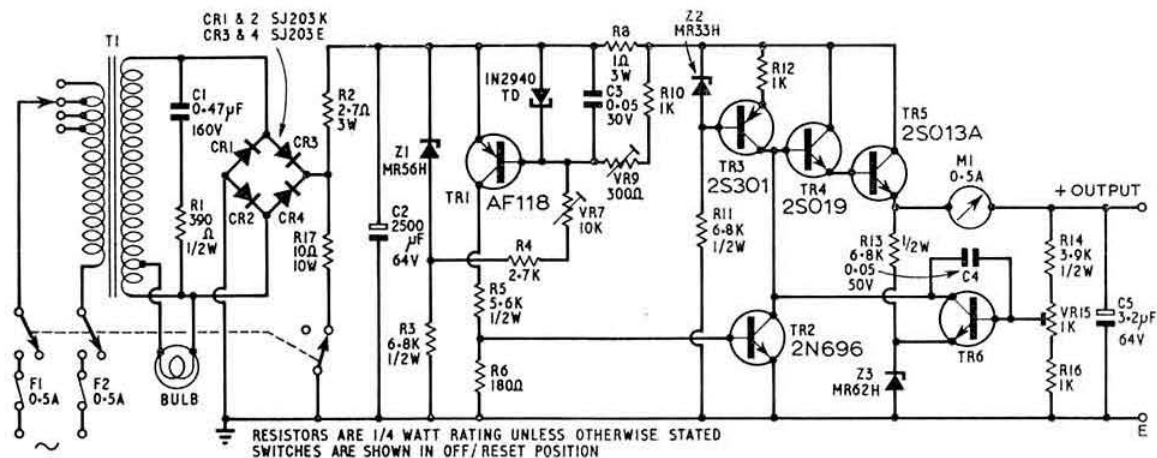 CR1 & 2 SJ203K
CR3 & 4 SJ203E
T1
C1
0·47µF
160V
R1
390
Ω
1/2W
CR1
CR3
CR2
CR4
R2
2·7Ω
3W
R17
10Ω
10W
C2
2500
µF
64V
Z1
MR56H
R3
6·8K
1/2W
IN2940
TD
TR1
AF118
R4
2·7K
R5
5·6K
1/2W
R6
180Ω
R8
1Ω
3W
C3
0·05
30V
R10
1K
VR9
300Ω
VR7
10K
Z2
MR33H
R11
6·8K
1/2W
R12
1K
TR3
2S301
TR4
2S019
TR5
2S013A
TR2
2N696
M1
0·5A
+ OUTPUT
R13
6·8K
1/2W
0·05
50V
C4
TR6
Z3
MR62H
R14
3·9K
1/2W
VR15
1K
R16
1K
C5
3·2µF
64V
E
F1
0·5A
F2
0·5A
BULB
RESISTORS ARE 1/4 WATT RATING UNLESS OTHERWISE STATED
SWITCHES ARE SHOWN IN OFF/RESET POSITION